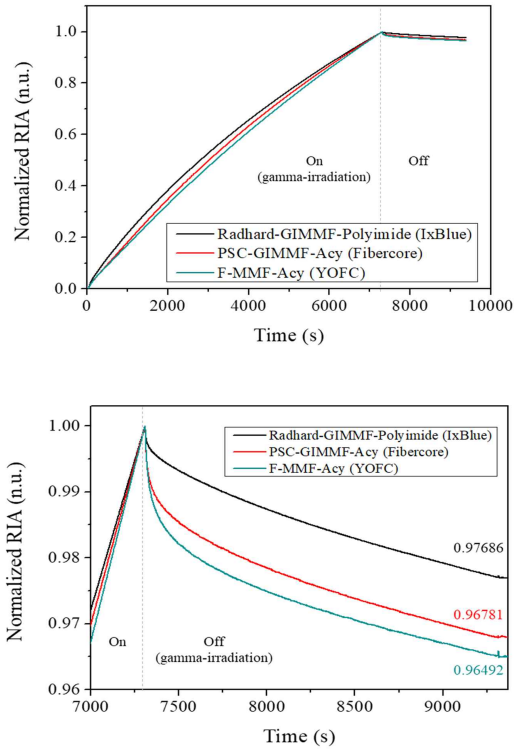 1.0
0.8
0.6
0.4
0.2
0.0
Normalized RIA (n.u.)
On
(gamma-irradiation)
Off
Radhard-GIMMF-Polyimide (IxBlue)
PSC-GIMMF-Acy (Fibercore)
F-MMF-Acy (YOFC)
0 2000 4000 6000 8000 10000
Time (s)
1.00
0.99
0.98
0.97
0.96
Normalized RIA (n.u.)
Radhard-GIMMF-Polyimide (IxBlue)
PSC-GIMMF-Acy (Fibercore)
F-MMF-Acy (YOFC)
0.97686
0.96781
0.96492
On
Off
(gamma-irradiation)
7000 7500 8000 8500 9000
Time (s)